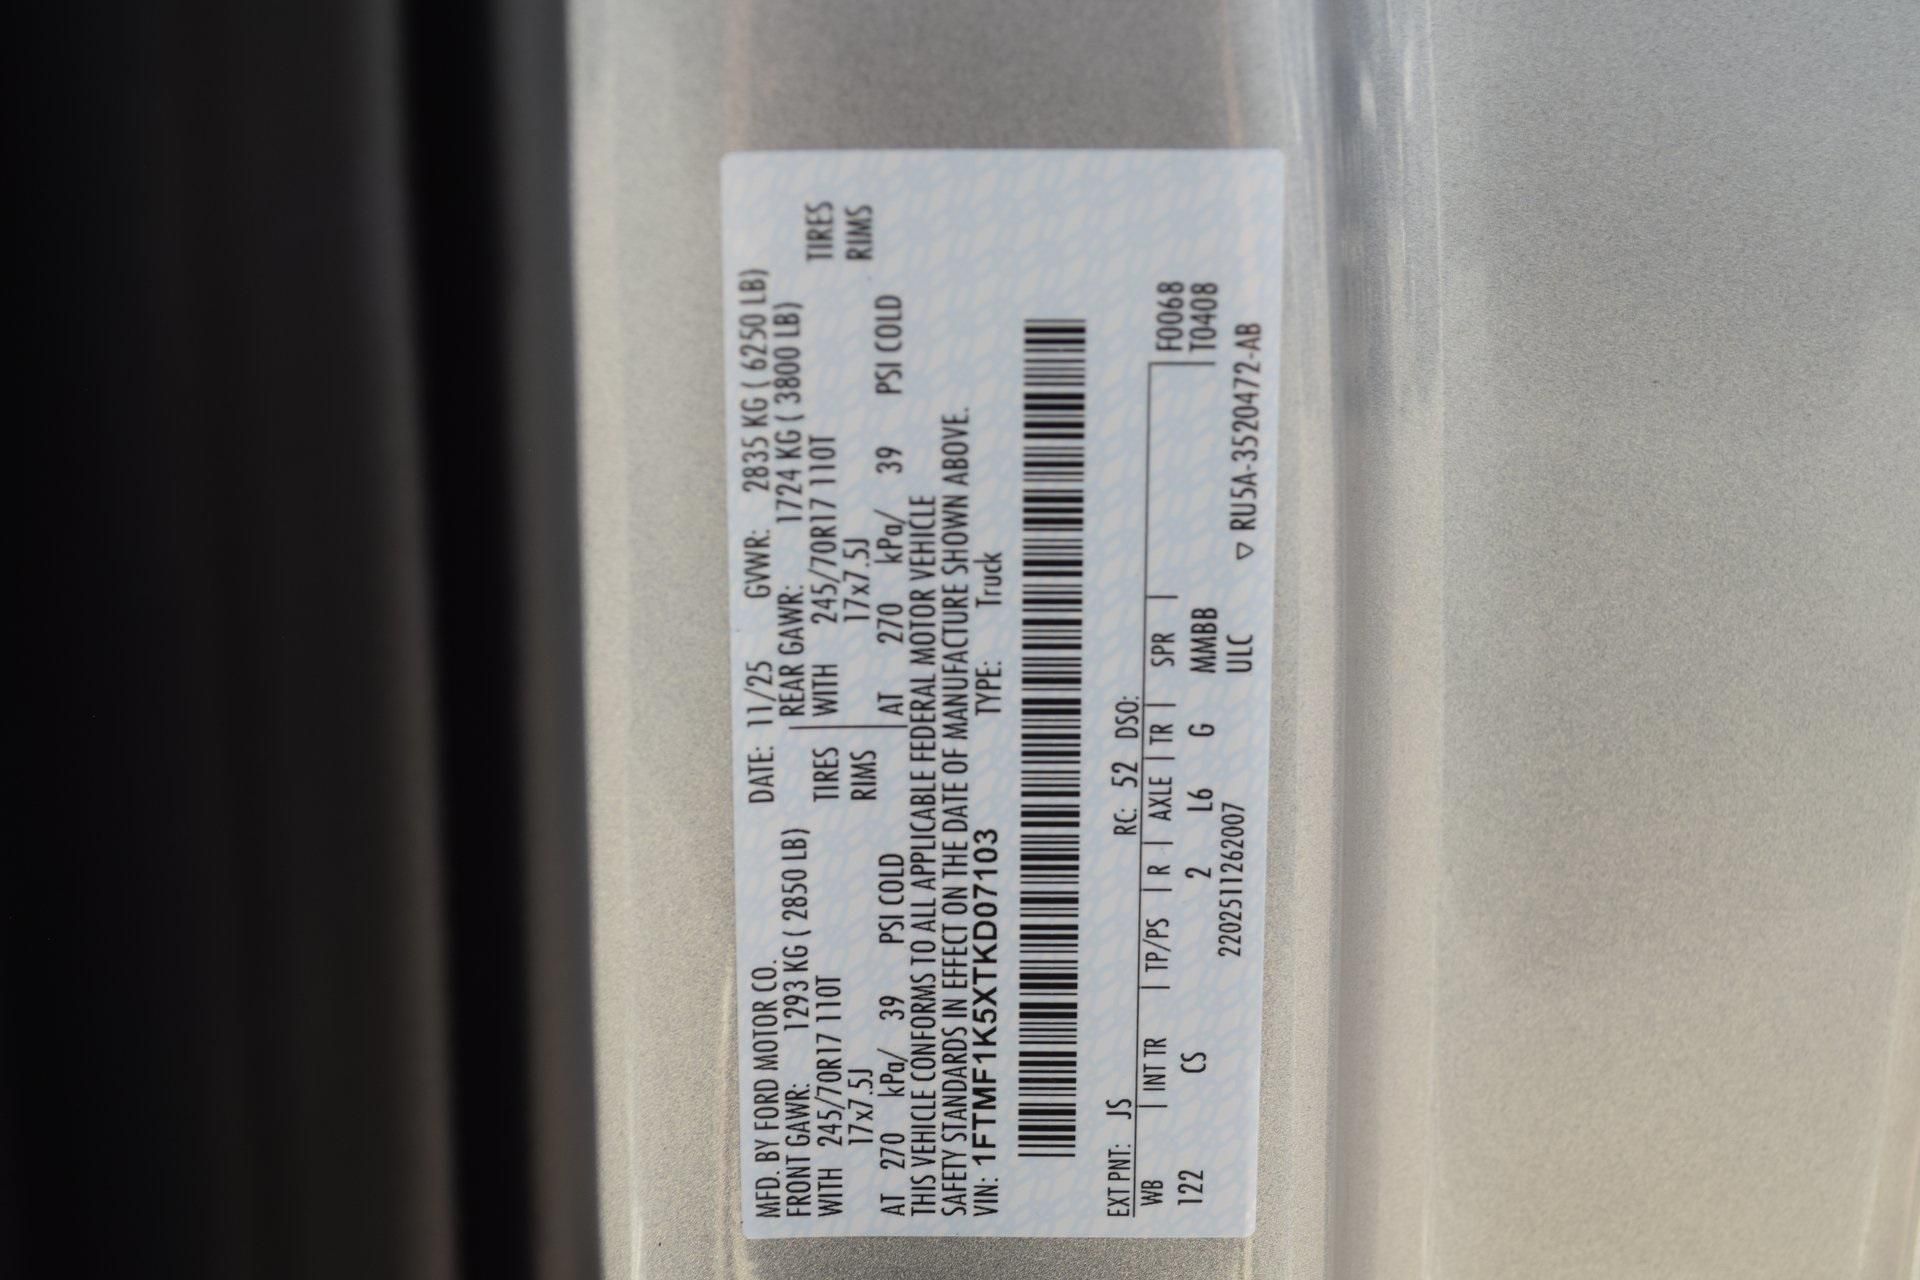 MFD. BY FORD MOTOR CO. DATE: 11/25 GVWR: 2835 KG ( 6250 LB)
FRONT GAWR: 1293 KG ( 2850 LB) REAR GAWR: 1724 KG ( 3800 LB)
WITH 245/70R17 110T TIRES WITH 245/70R17 110T TIRES
17x7.5J RIMS 17x7.5J RIMS
AT 270 kPa/ 39 PSI COLD AT 270 kPa/ 39 PSI COLD
THIS VEHICLE CONFORMS TO ALL APPLICABLE FEDERAL MOTOR VEHICLE
SAFETY STANDARDS IN EFFECT ON THE DATE OF MANUFACTURE SHOWN ABOVE.
VIN: 1FTMF1K5XTKD07103 TYPE: Truck
EXT PNT: JS RC: 52 DSO:
WB | INT TR | TP/PS | R | AXLE | TR | SPR | F0068
122 CS 2 L6 G MMBB T0408
2202511262007 ULC ▽ RU5A-3520472-AB